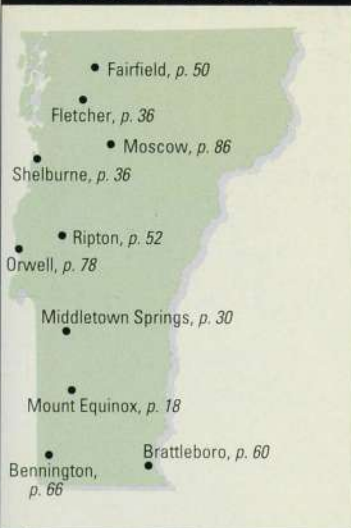 Fairfield, p. 50
Fletcher, p. 36
Moscow, p. 86
Shelburne, p. 36
Ripton, p. 52
Orwell, p. 78
Middletown Springs, p. 30
Mount Equinox, p. 18
Brattleboro, p. 60
Bennington,
p. 66